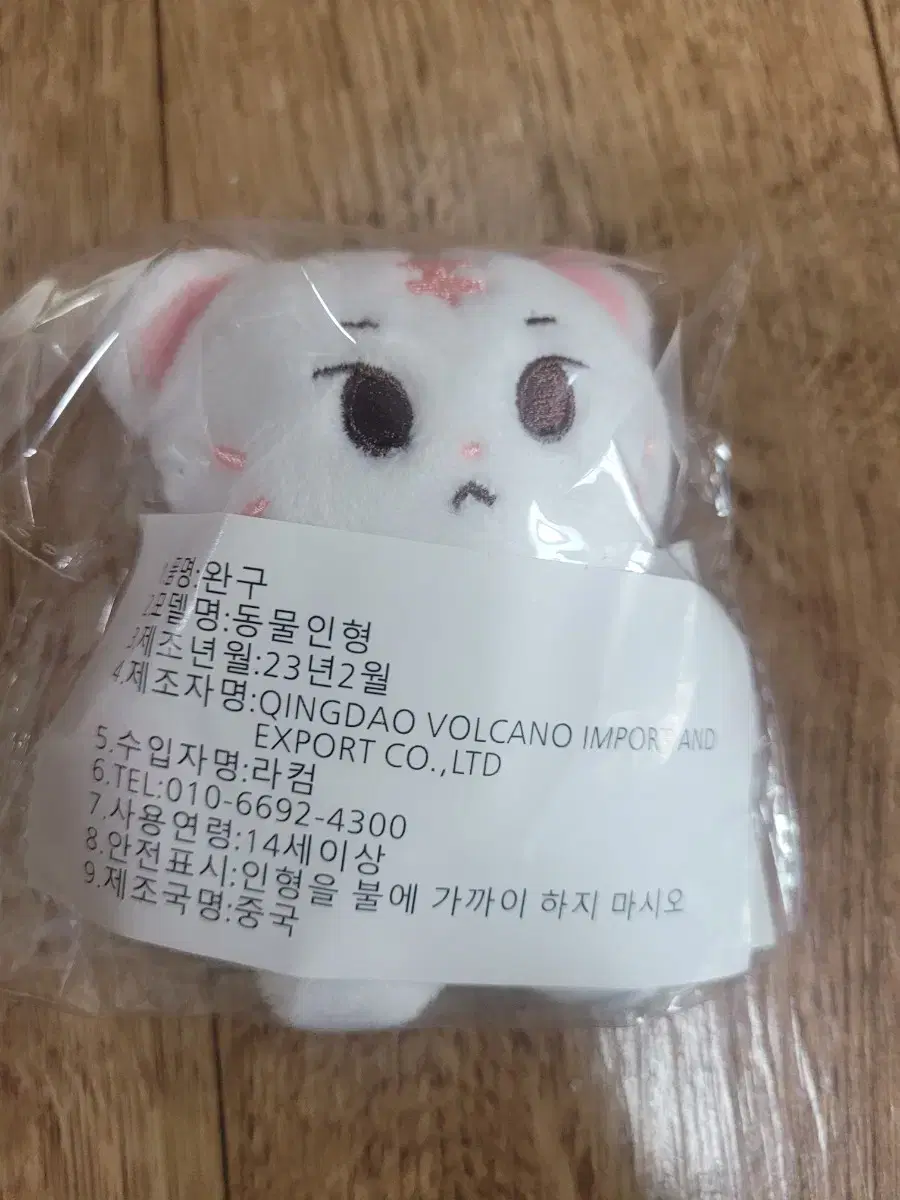 1.품명:완구
2.모델명:동물인형
3.제조년월:23년2월
4.제조자명:QINGDAO VOLCANO IMPORT AND
EXPORT CO.,LTD
5.수입자명:라컴
6.TEL:010-6692-4300
7.사용연령:14세이상
8.안전표시:인형을 불에 가까이 하지 마시오
9.제조국명:중국